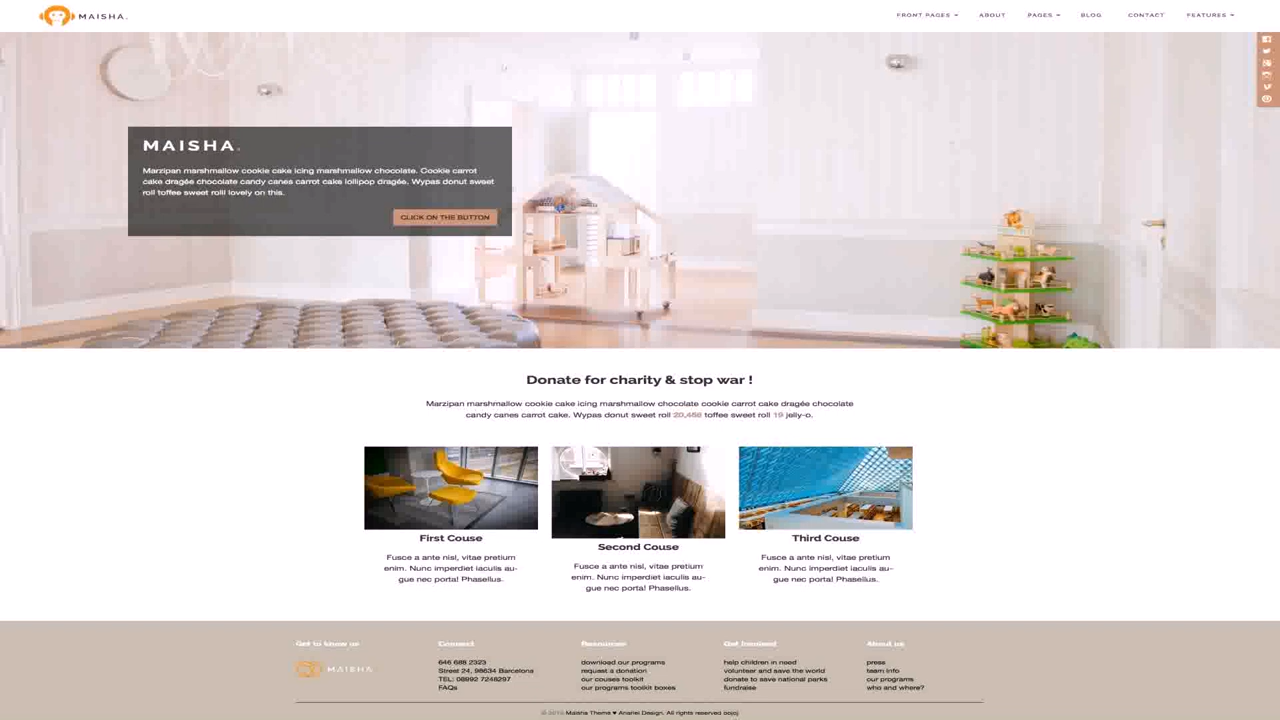 MAISHA.
FRONT PAGES ABOUT PAGES BLOG CONTACT FEATURES
MAISHA.
Marzipan marshmallow cookie cake icing marshmallow chocolate. Cookie carrot
cake dragée chocolate candy canes carrot cake lollipop dragée. Wypas donut sweet
roll toffee sweet rolli lovely on this.
CLICK ON THE BUTTON
Donate for charity & stop war !
Marzipan marshmallow cookie cake icing marshmallow chocolate cookie carrot cake dragée chocolate
candy canes carrot cake. Wypas donut sweet roll 20,458 toffee sweet roll 19 jelly-o.
First Couse
Fusce a ante nisl, vitae pretium
enim. Nunc imperdiet iaculis au-
gue nec porta! Phasellus.
Second Couse
Fusce a ante nisl, vitae pretium
enim. Nunc imperdiet iaculis au-
gue nec porta! Phasellus.
Third Couse
Fusce a ante nisl, vitae pretium
enim. Nunc imperdiet iaculis au-
gue nec porta! Phasellus.
Get to know us
MAISHA.
Connect
646 688 2323
Street 24, 98634 Barcelona
TEL: 08992 7248297
FAQs
Resources
download our programs
request a donation
our couses toolkit
our programs toolkit boxes
Get Involved
help children in need
volunteer and save the world
donate to save national parks
fundraise
About us
press
team info
our programs
who and where?
Maisha Theme ♥ Anariel Design. All rights reserved